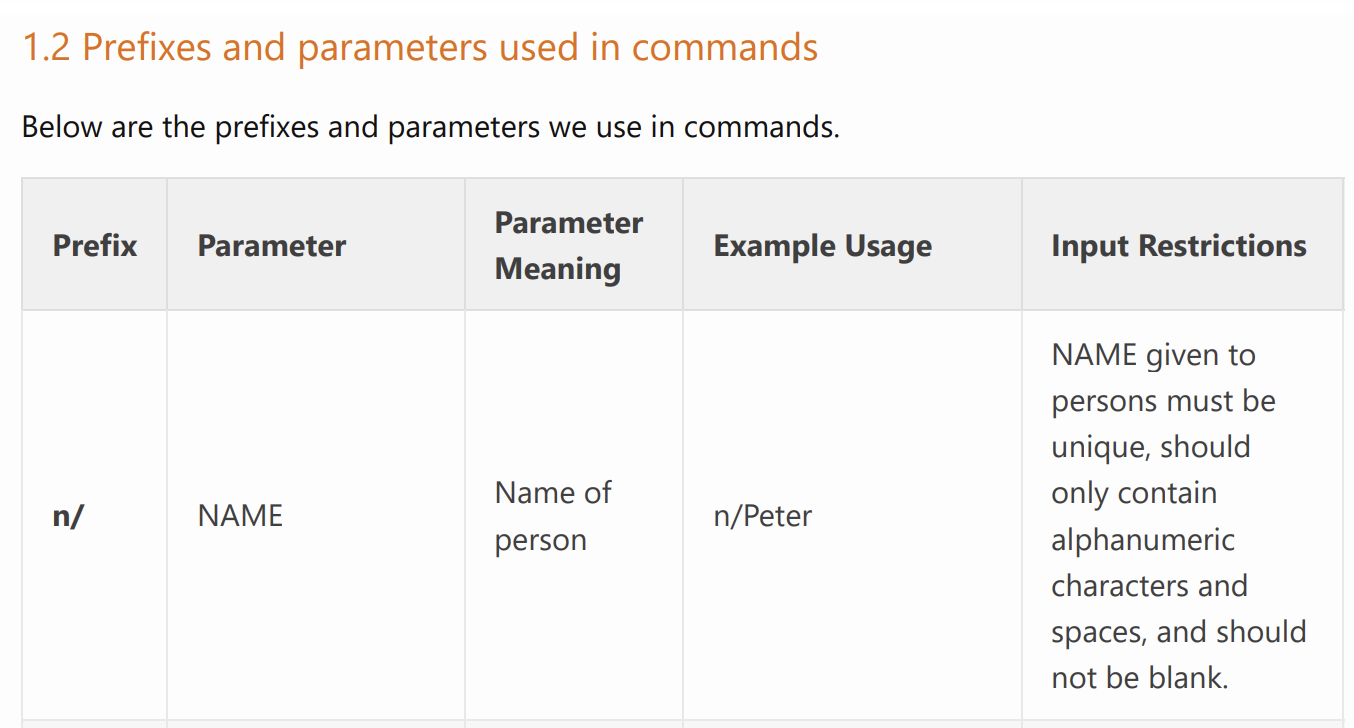 1.2 Prefixes and parameters used in commands
Below are the prefixes and parameters we use in commands.
Prefix
Parameter
Parameter
Meaning
Example Usage
Input Restrictions
n/
NAME
Name of
person
n/Peter
NAME given to
persons must be
unique, should
only contain
alphanumeric
characters and
spaces, and should
not be blank.